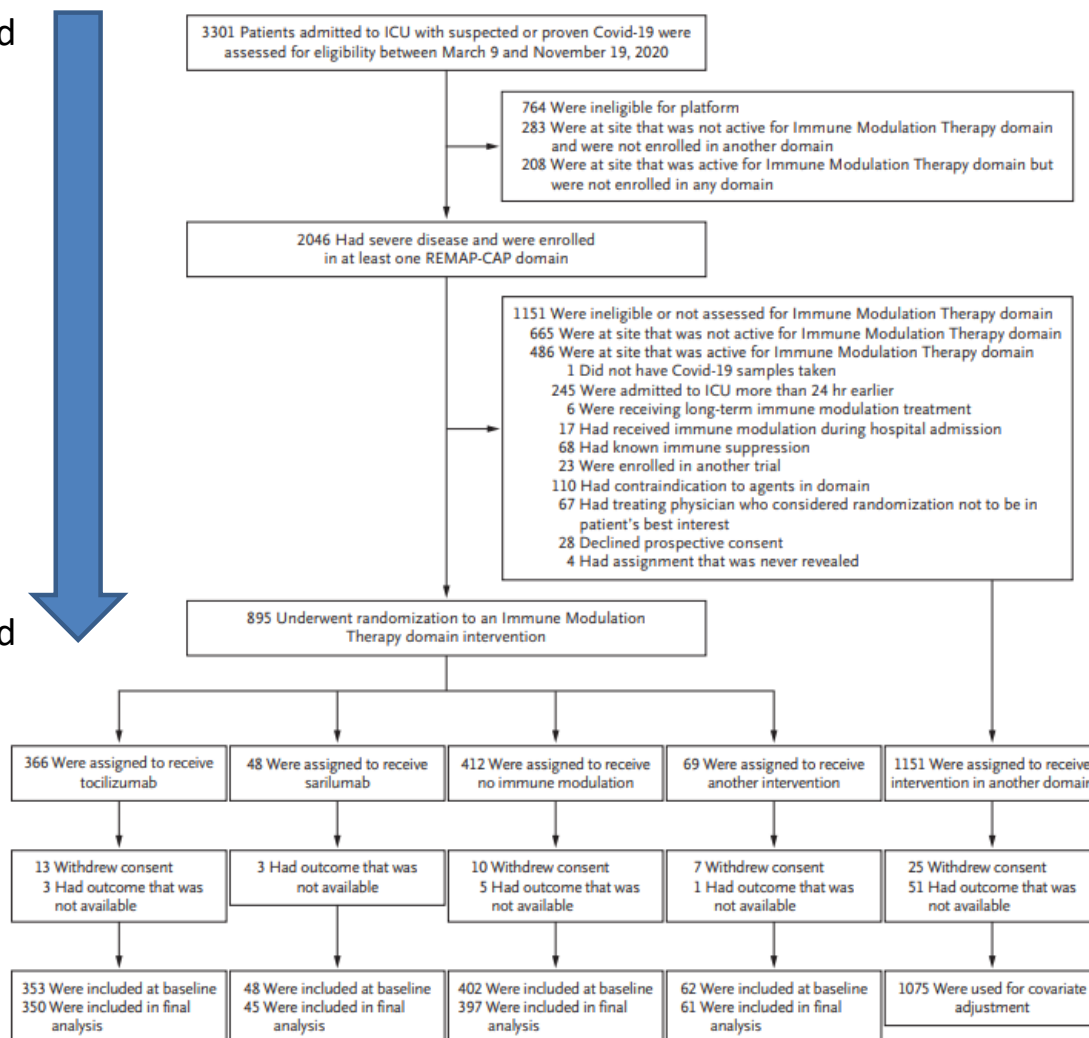 d
3301 Patients admitted to ICU with suspected or proven Covid-19 were
assessed for eligibility between March 9 and November 19, 2020
764 Were ineligible for platform
283 Were at site that was not active for Immune Modulation Therapy domain
and were not enrolled in another domain
208 Were at site that was active for Immune Modulation Therapy domain but
were not enrolled in any domain
2046 Had severe disease and were enrolled
in at least one REMAP-CAP domain
1151 Were ineligible or not assessed for Immune Modulation Therapy domain
665 Were at site that was not active for Immune Modulation Therapy domain
486 Were at site that was active for Immune Modulation Therapy domain
1 Did not have Covid-19 samples taken
245 Were admitted to ICU more than 24 hr earlier
6 Were receiving long-term immune modulation treatment
17 Had received immune modulation during hospital admission
68 Had known immune suppression
23 Were enrolled in another trial
110 Had contraindication to agents in domain
67 Had treating physician who considered randomization not to be in
patient's best interest
28 Declined prospective consent
4 Had assignment that was never revealed
d
895 Underwent randomization to an Immune Modulation
Therapy domain intervention
366 Were assigned to receive
tocilizumab
48 Were assigned to receive
sarilumab
412 Were assigned to receive
no immune modulation
69 Were assigned to receive
another intervention
1151 Were assigned to receive
intervention in another domain
13 Withdrew consent
3 Had outcome that was
not available
3 Had outcome that was
not available
10 Withdrew consent
5 Had outcome that was
not available
7 Withdrew consent
1 Had outcome that was
not available
25 Withdrew consent
51 Had outcome that was
not available
353 Were included at baseline
350 Were included in final
analysis
48 Were included at baseline
45 Were included in final
analysis
402 Were included at baseline
397 Were included in final
analysis
62 Were included at baseline
61 Were included in final
analysis
1075 Were used for covariate
adjustment